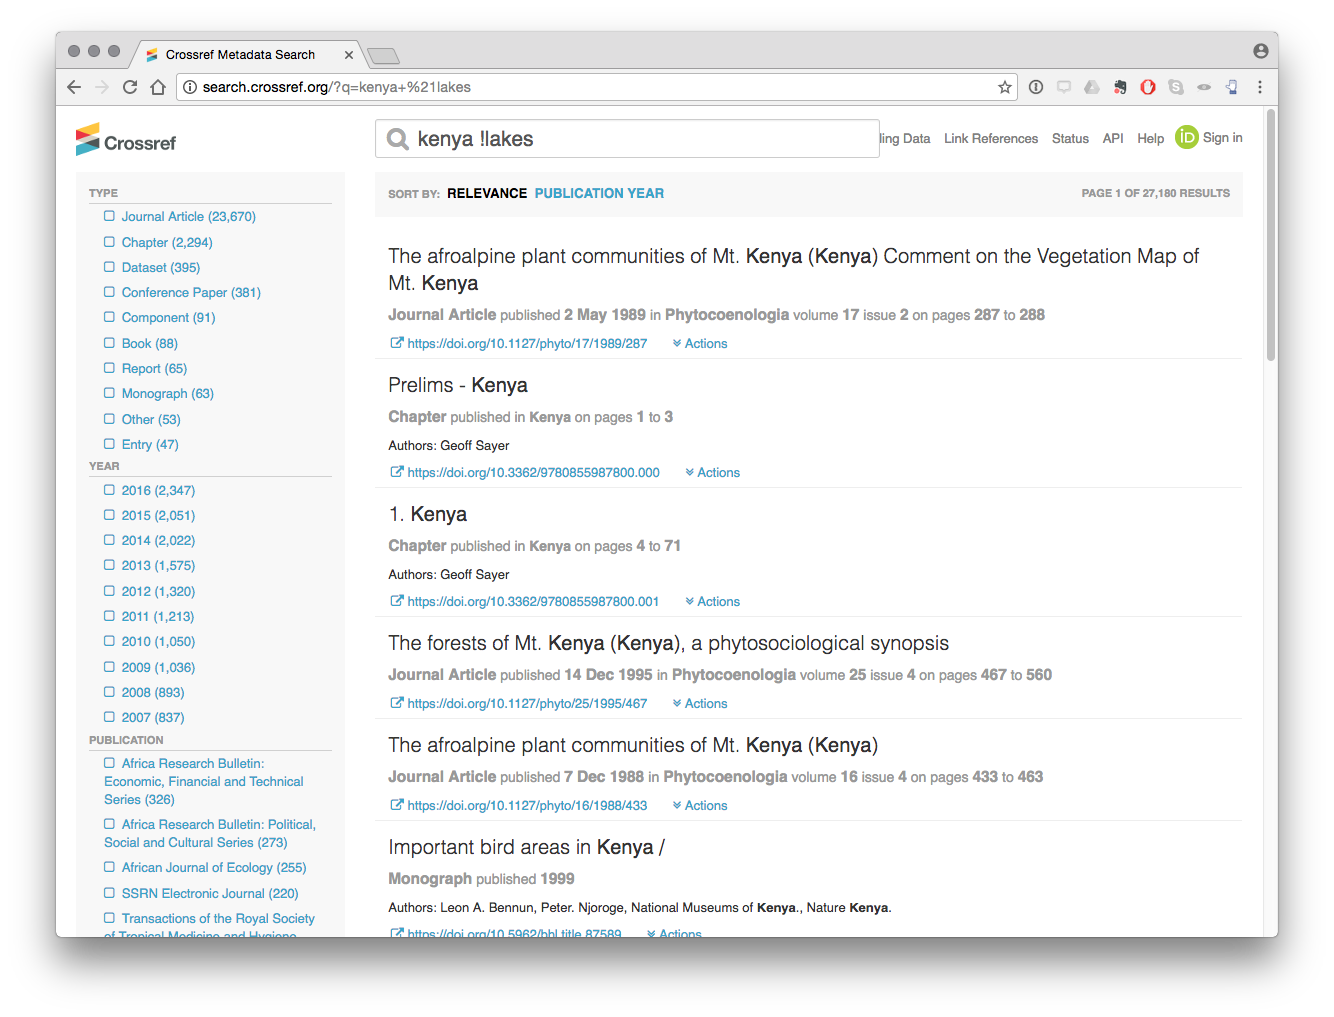 Crossref Metadata Search
search.crossref.org/?q=kenya+%21lakes
Crossref
kenya !lakes
ling Data Link References Status API Help iD Sign in
TYPE
Journal Article (23,670)
Chapter (2,294)
Dataset (395)
Conference Paper (381)
Component (91)
Book (88)
Report (65)
Monograph (63)
Other (53)
Entry (47)
YEAR
2016 (2,347)
2015 (2,051)
2014 (2,022)
2013 (1,575)
2012 (1,320)
2011 (1,213)
2010 (1,050)
2009 (1,036)
2008 (893)
2007 (837)
PUBLICATION
Africa Research Bulletin:
Economic, Financial and Technical
Series (326)
Africa Research Bulletin: Political,
Social and Cultural Series (273)
African Journal of Ecology (255)
SSRN Electronic Journal (220)
Transactions of the Royal Society
of Tropical Medicine and Hygiene
SORT BY: RELEVANCE PUBLICATION YEAR
PAGE 1 OF 27,180 RESULTS
The afroalpine plant communities of Mt. Kenya (Kenya) Comment on the Vegetation Map of
Mt. Kenya
Journal Article published 2 May 1989 in Phytocoenologia volume 17 issue 2 on pages 287 to 288
https://doi.org/10.1127/phyto/17/1989/287 Actions
Prelims - Kenya
Chapter published in Kenya on pages 1 to 3
Authors: Geoff Sayer
https://doi.org/10.3362/9780855987800.000 Actions
1. Kenya
Chapter published in Kenya on pages 4 to 71
Authors: Geoff Sayer
https://doi.org/10.3362/9780855987800.001 Actions
The forests of Mt. Kenya (Kenya), a phytosociological synopsis
Journal Article published 14 Dec 1995 in Phytocoenologia volume 25 issue 4 on pages 467 to 560
https://doi.org/10.1127/phyto/25/1995/467 Actions
The afroalpine plant communities of Mt. Kenya (Kenya)
Journal Article published 7 Dec 1988 in Phytocoenologia volume 16 issue 4 on pages 433 to 463
https://doi.org/10.1127/phyto/16/1988/433 Actions
Important bird areas in Kenya /
Monograph published 1999
Authors: Leon A. Bennun, Peter. Njoroge, National Museums of Kenya., Nature Kenya.
https://doi.org/10.5962/bhl.title.87589 Actions